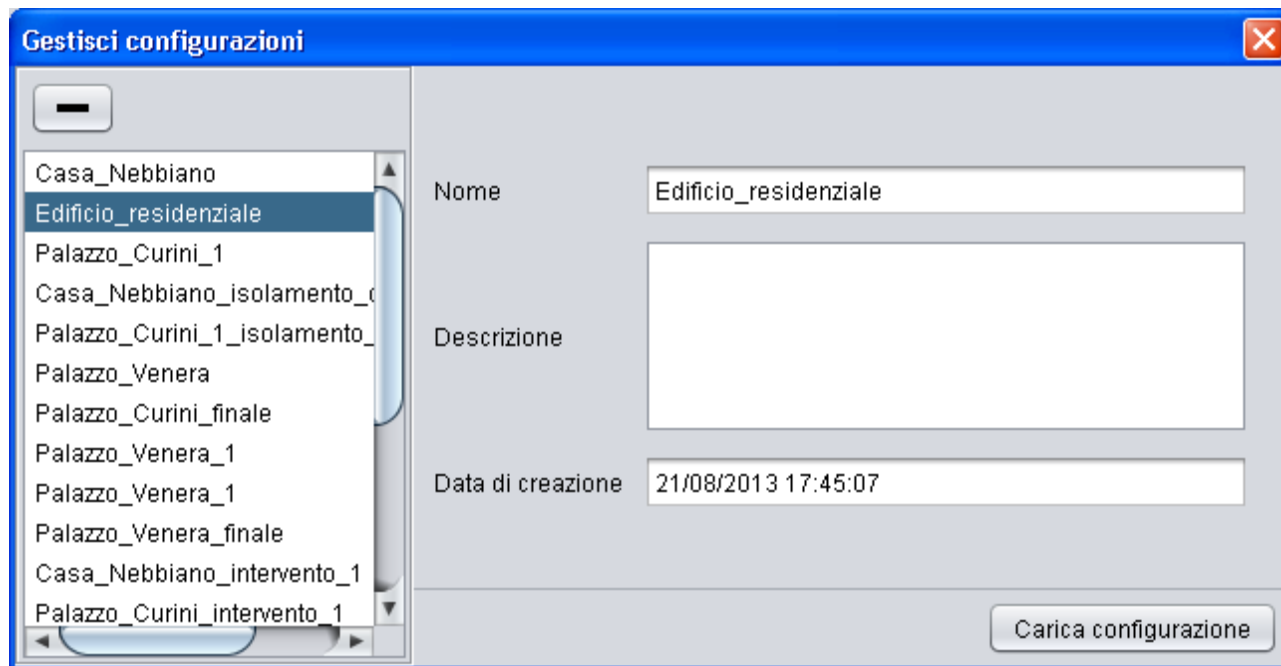 Gestisci configurazioni
Casa_Nebbiano
Edificio_residenziale
Palazzo_Curini_1
Casa_Nebbiano_isolamento_
Palazzo_Curini_1_isolamento_
Palazzo_Venera
Palazzo_Curini_finale
Palazzo_Venera_1
Palazzo_Venera_1
Palazzo_Venera_finale
Casa_Nebbiano_intervento_1
Palazzo_Curini_intervento_1
Nome
Edificio_residenziale
Descrizione
Data di creazione
21/08/2013 17:45:07
Carica configurazione